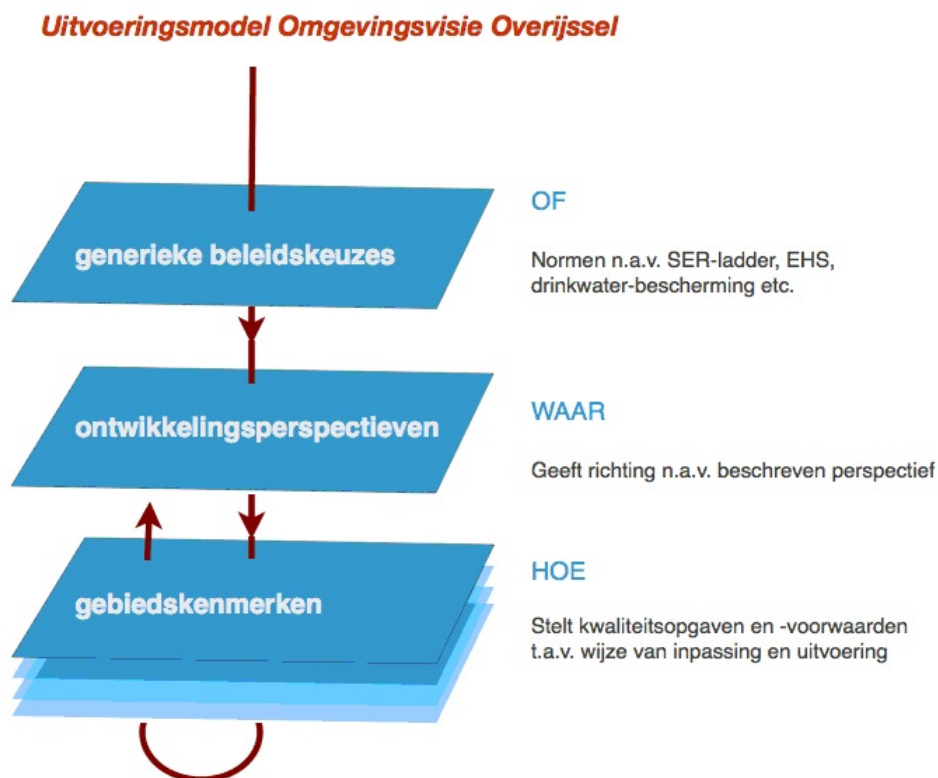 Uitvoeringsmodel Omgevingsvisie Overijssel
generieke beleidskeuzes
OF
Normen n.a.v. SER-ladder, EHS,
drinkwater-bescherming etc.
ontwikkelingsperspectieven
WAAR
Geeft richting n.a.v. beschreven perspectief
gebiedskenmerken
HOE
Stelt kwaliteitsopgaven en -voorwaarden
t.a.v. wijze van inpassing en uitvoering